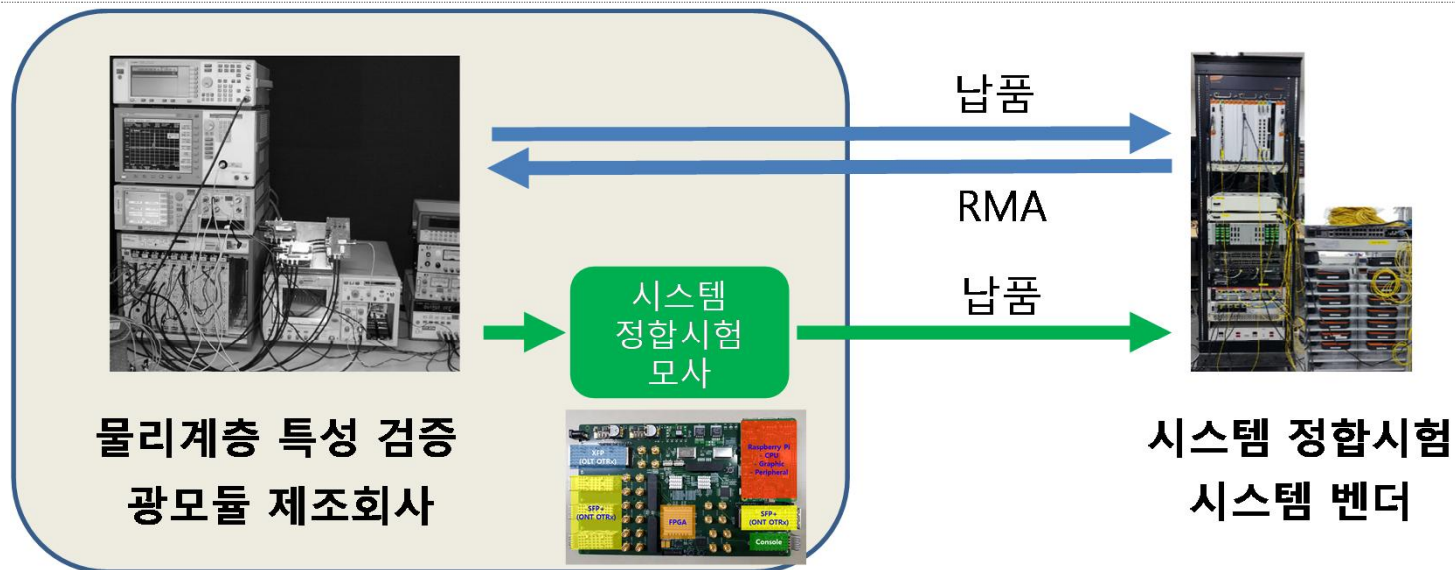 납품
RMA
납품
시스템
정합시험
모사
물리계층 특성 검증
광모듈 제조회사
XFP
(OLT OTRx)
SFP+
(ONT OTRx)
FPGA
Raspberry Pi
- CPU
- Graphic
- Peripheral
SFP+
(ONT OTRx)
Console
시스템 정합시험
시스템 벤더